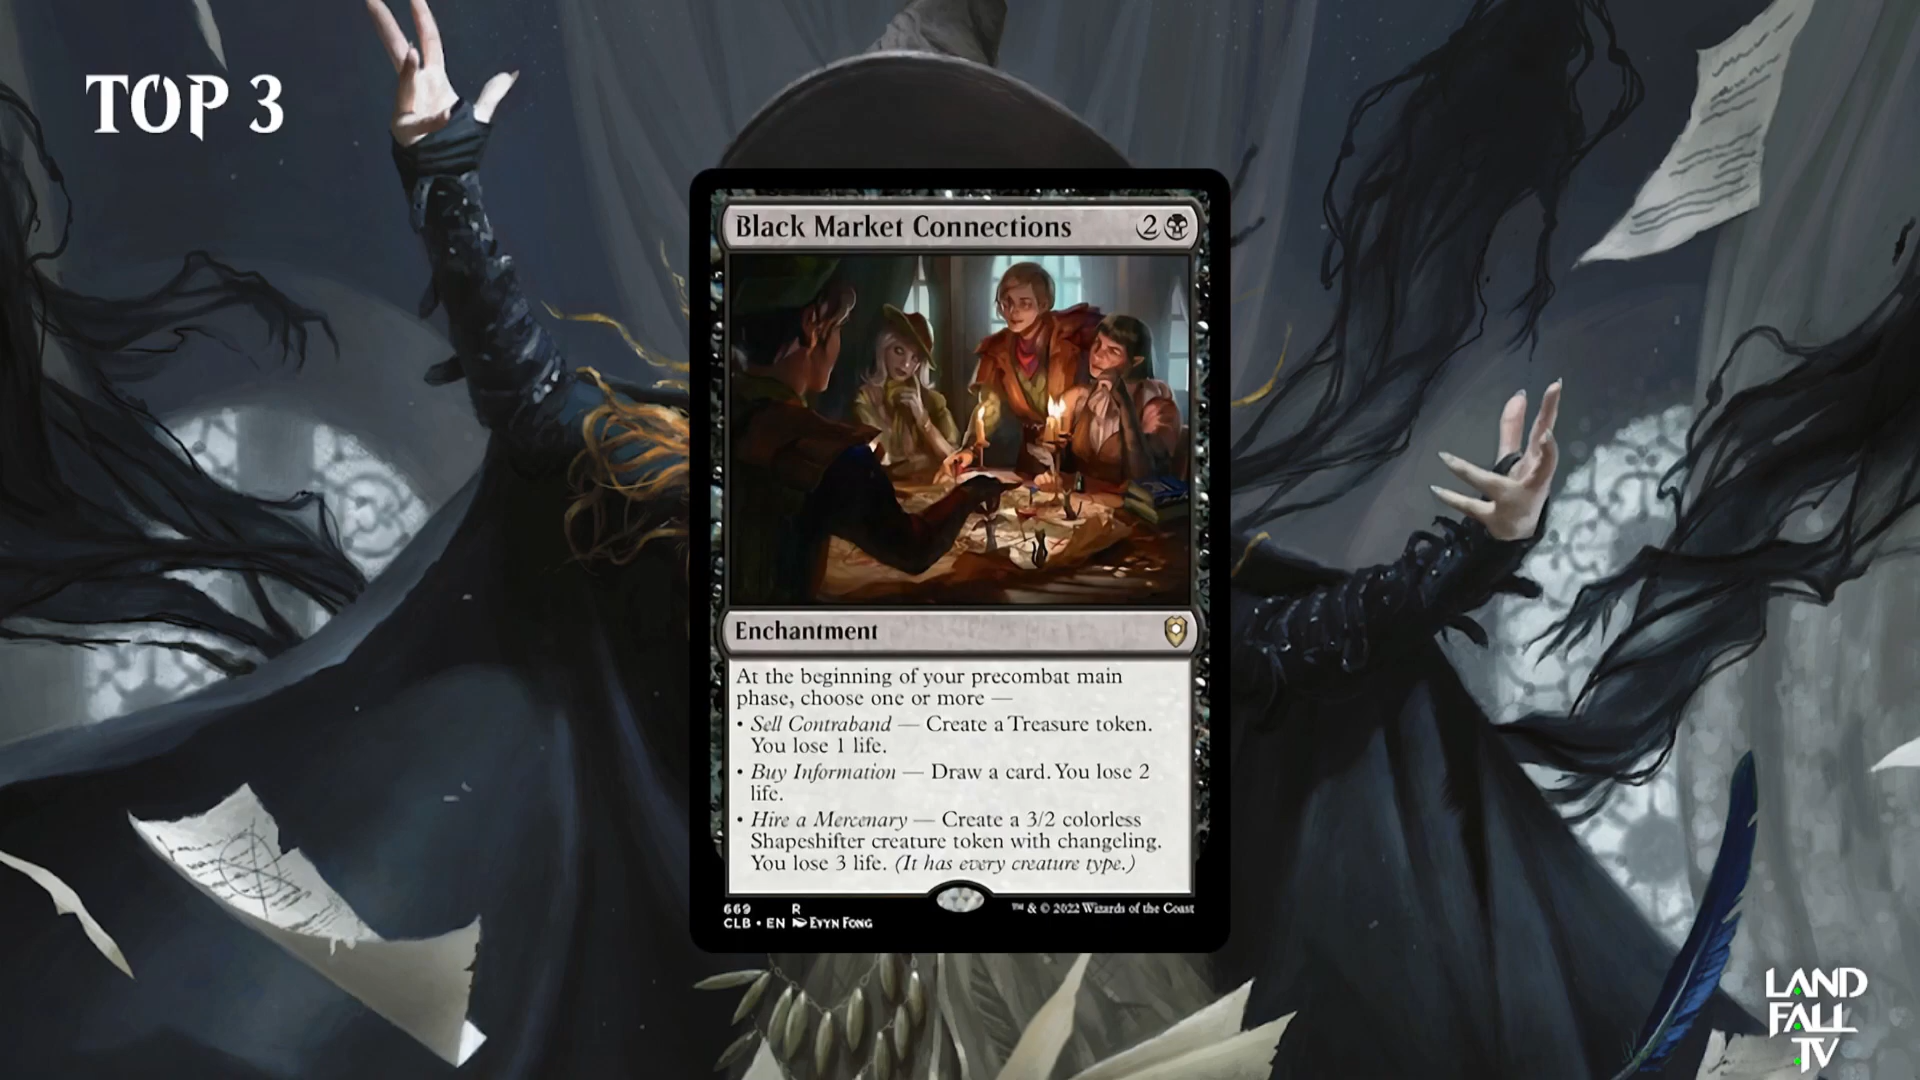 TOP 3
Black Market Connections 2
Enchantment
At the beginning of your precombat main
phase, choose one or more —
• Sell Contraband — Create a Treasure token.
You lose 1 life.
• Buy Information — Draw a card. You lose 2
life.
• Hire a Mercenary — Create a 3/2 colorless
Shapeshifter creature token with changeling.
You lose 3 life. (It has every creature type.)
669 R
CLB • EN EVYN FONG
™ & © 2022 Wizards of the Coast
LAND
FALL
TV